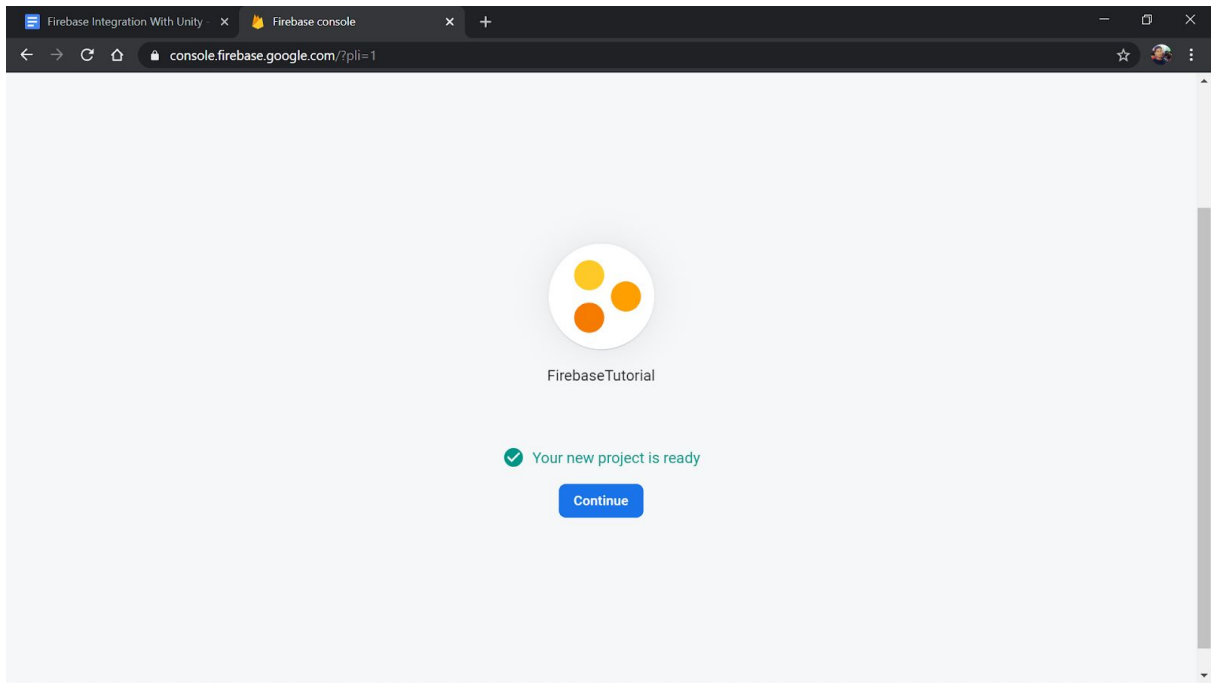 Firebase Integration With Unity -
Firebase console
console.firebase.google.com/?pli=1
FirebaseTutorial
Your new project is ready
Continue